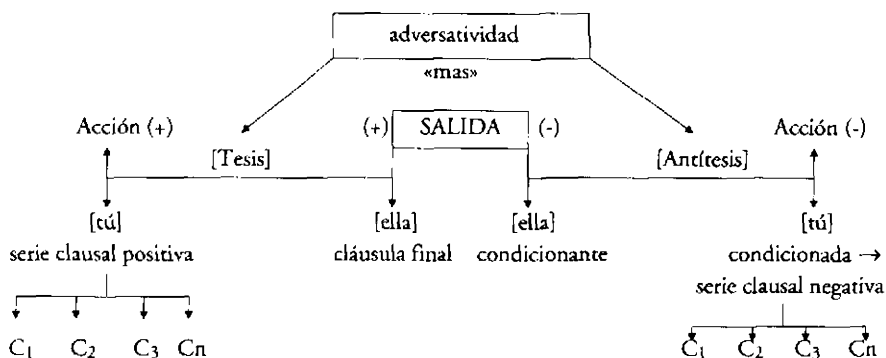 adversatividad
«mas»
Acción (+) (+) SALIDA (-) Acción (-)
[Tesis] [Antítesis]
[tú] [ella] [ella] [tú]
serie clausal positiva cláusula final condicionante condicionada →
serie clausal negativa
C1 C2 C3 Cn C1 C2 C3 Cn